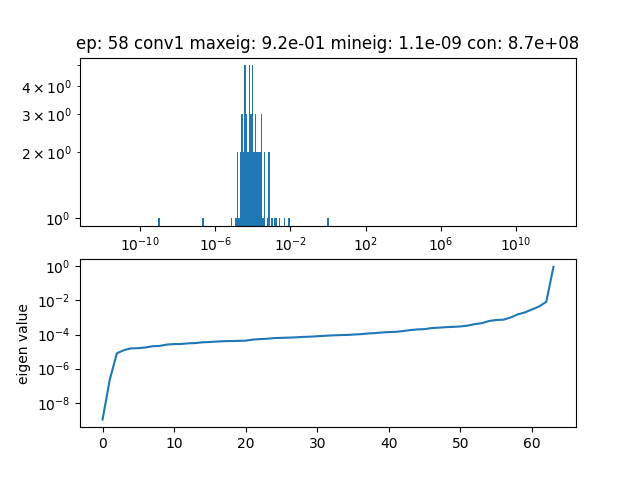 ep: 58 conv1 maxeig: 9.2e-01 mineig: 1.1e-09 con: 8.7e+08
4 × 10⁰
3 × 10⁰
2 × 10⁰
10⁰
10⁻¹⁰ 10⁻⁶ 10⁻² 10² 10⁶ 10¹⁰
10⁰
10⁻²
10⁻⁴
10⁻⁶
10⁻⁸
eigen value
0 10 20 30 40 50 60